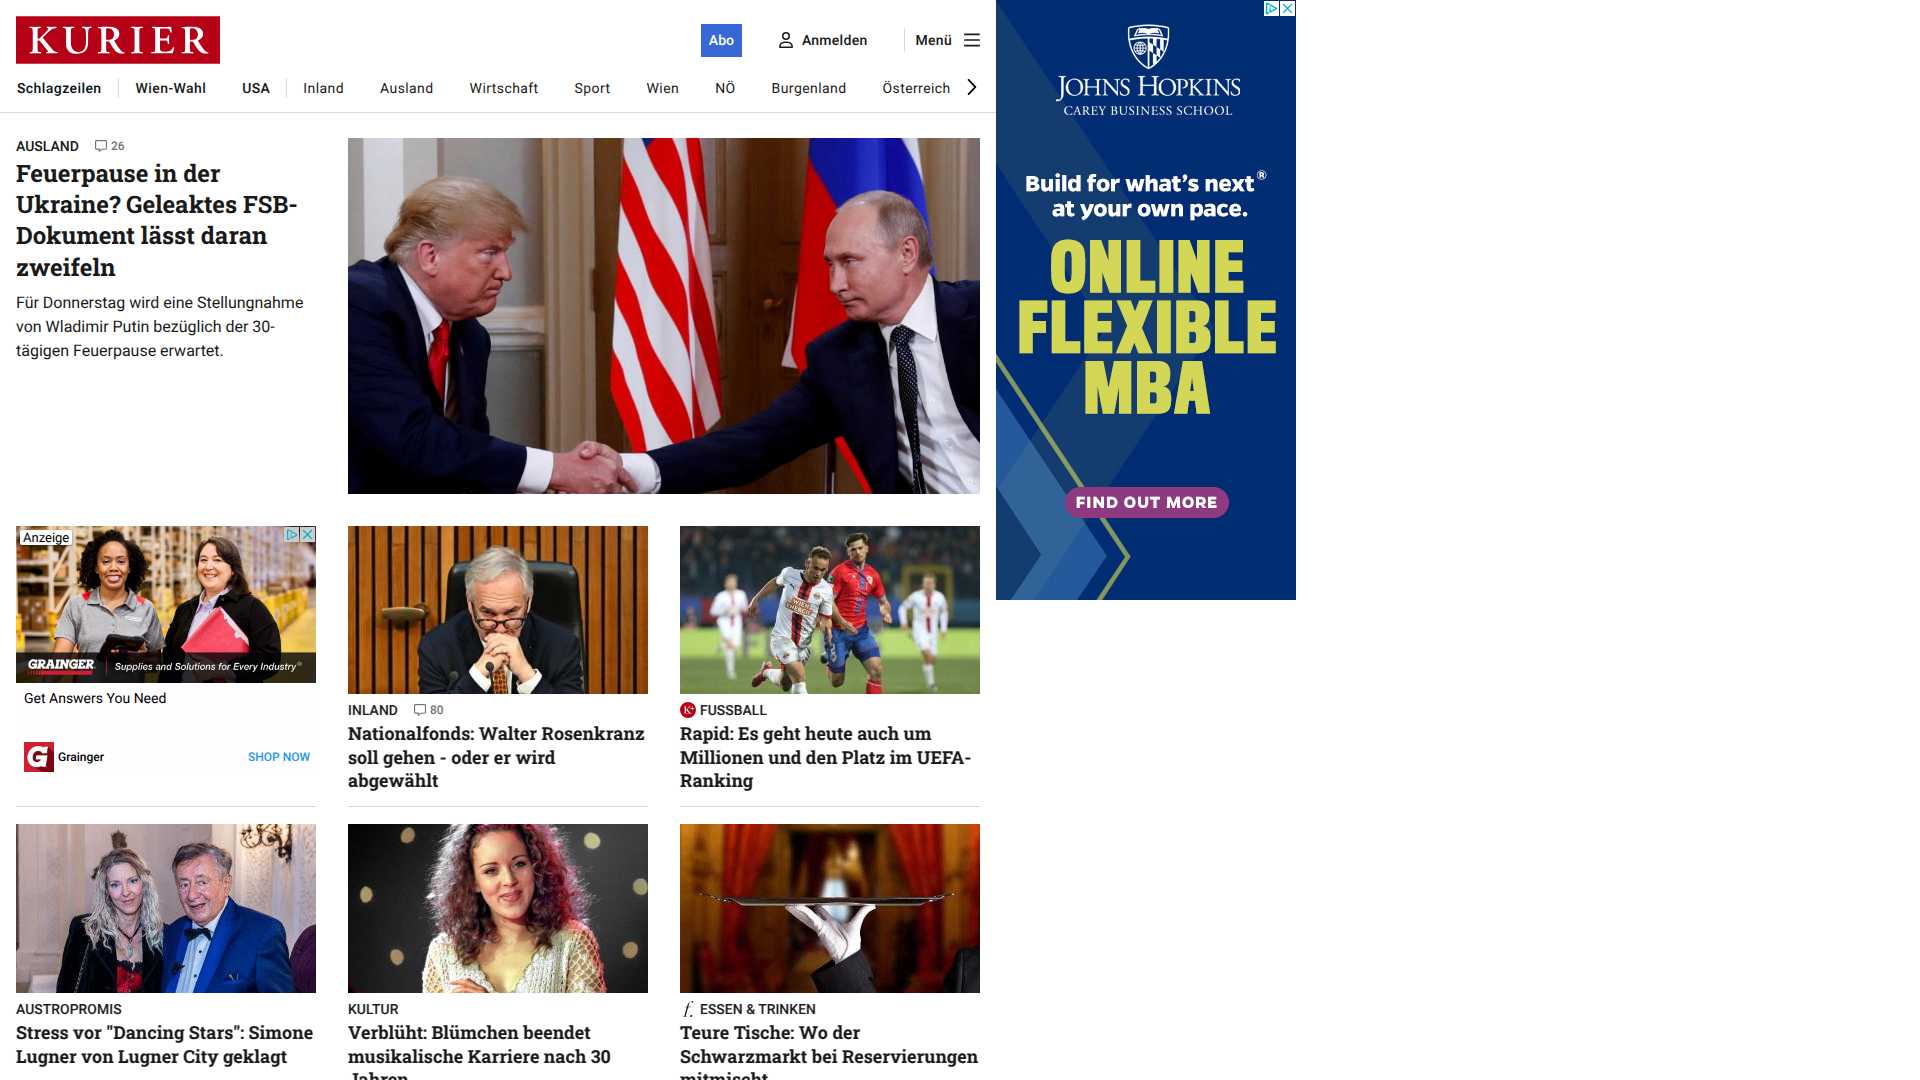 KURIER
Abo
Anmelden
Menü
Schlagzeilen
Wien-Wahl
USA
Inland
Ausland
Wirtschaft
Sport
Wien
NÖ
Burgenland
Österreich
AUSLAND
26
Feuerpause in der
Ukraine? Geleaktes FSB-
Dokument lässt daran
zweifeln
Für Donnerstag wird eine Stellungnahme
von Wladimir Putin bezüglich der 30-
tägigen Feuerpause erwartet.
JOHNS HOPKINS
CAREY BUSINESS SCHOOL
Build for what's next®
at your own pace.
ONLINE
FLEXIBLE
MBA
FIND OUT MORE
Anzeige
GRAINGER
Supplies and Solutions for Every Industry®
Get Answers You Need
G
Grainger
SHOP NOW
INLAND
80
Nationalfonds: Walter Rosenkranz
soll gehen - oder er wird
abgewählt
WIEN
ENERGIE
K+
FUSSBALL
Rapid: Es geht heute auch um
Millionen und den Platz im UEFA-
Ranking
AUSTROPROMIS
Stress vor "Dancing Stars": Simone
Lugner von Lugner City geklagt
KULTUR
Verblüht: Blümchen beendet
musikalische Karriere nach 30
Jahren
f.
ESSEN & TRINKEN
Teure Tische: Wo der
Schwarzmarkt bei Reservierungen
mitmischt